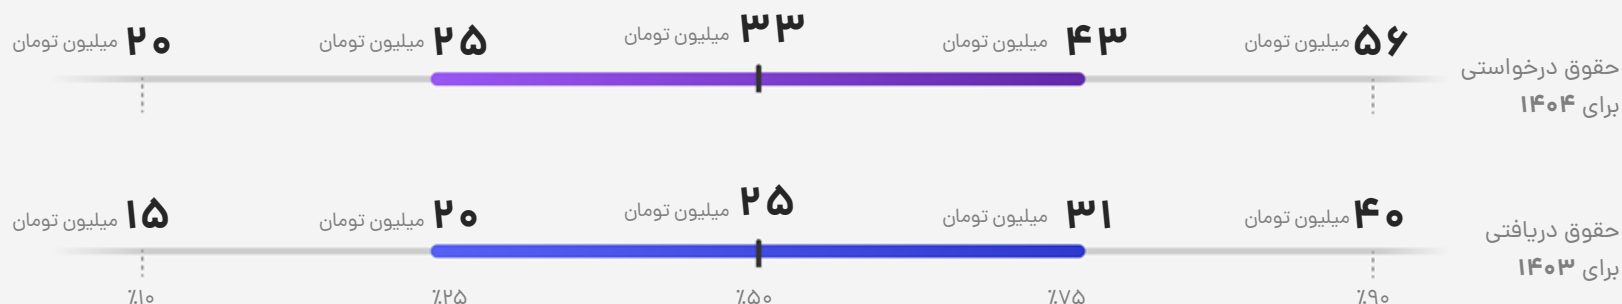 ۵۶ میلیون تومان
۴۳ میلیون تومان
۳۳ میلیون تومان
۲۵ میلیون تومان
۲۰ میلیون تومان
حقوق درخواستی
برای ۱۴۰۴
۴۰ میلیون تومان
۳۱ میلیون تومان
۲۵ میلیون تومان
۲۰ میلیون تومان
۱۵ میلیون تومان
حقوق دریافتی
برای ۱۴۰۳
٪۹۰
٪۷۵
٪۵۰
٪۲۵
٪۱۰